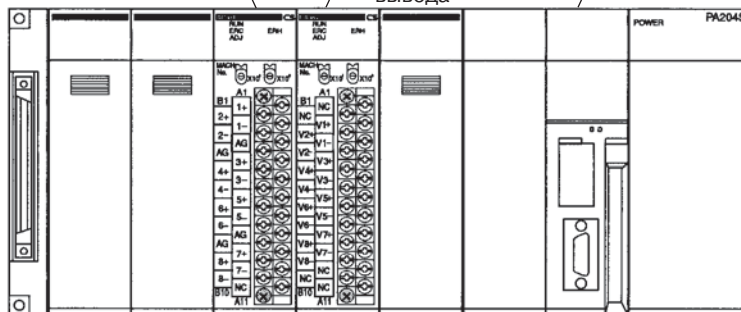 вывода
POWER
PA204S
CS
RUN
ERC
ADJ
ERH
CS
RUN
ERC
ADJ
ERH
MACH
No.
A1
B1
1+
2+
1–
2–
AG
AG
3+
4+
3–
4–
5+
6+
5–
6–
AG
AG
7+
8+
7–
8–
NC
B10
A11
MACH
No.
A1
B1
NC
NC
V1+
V2+
V1–
V2–
V3+
V4+
V3–
V4–
V5+
V6+
V5–
V6–
V7+
V8+
V7–
V8–
NC
NC
NC
B10
A11